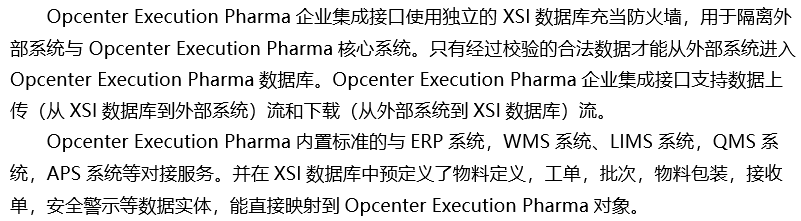 Opcenter Execution Pharma 企业集成接口使用独立的 XSI 数据库充当防火墙，用于隔离外
部系统与 Opcenter Execution Pharma 核心系统。只有经过校验的合法数据才能从外部系统进入
Opcenter Execution Pharma 数据库。Opcenter Execution Pharma 企业集成接口支持数据上
传（从 XSI 数据库到外部系统）流和下载（从外部系统到 XSI 数据库）流。
Opcenter Execution Pharma 内置标准的与 ERP 系统，WMS 系统、LIMS 系统，QMS 系
统，APS 系统等对接服务。并在 XSI 数据库中预定义了物料定义，工单，批次，物料包装，接收
单，安全警示等数据实体，能直接映射到 Opcenter Execution Pharma 对象。